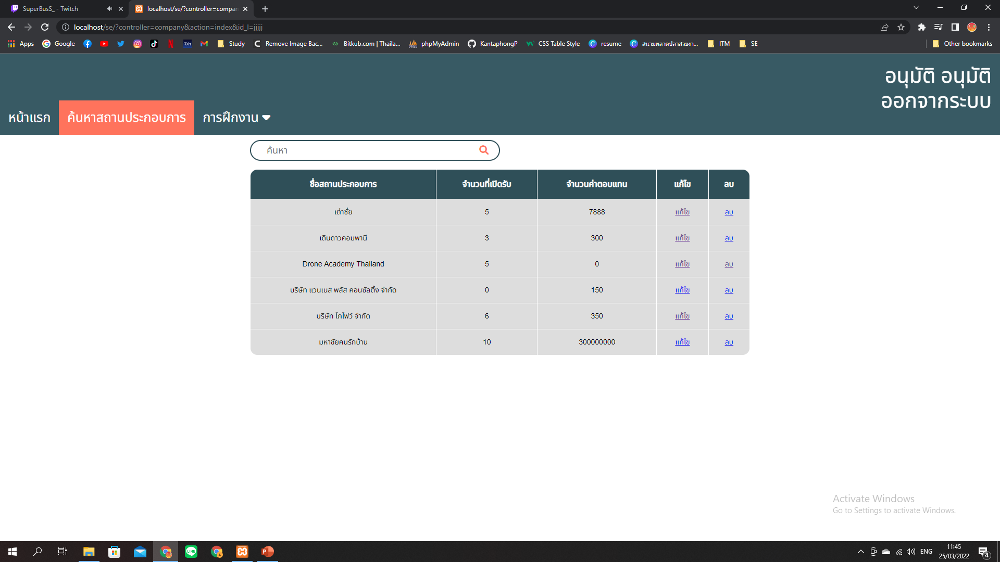 SuperBusS_ - Twitch
localhost/se/?controller=compan
localhost/se/?controller=company&action=index&id_l=jjjjj
Apps Google Study Remove Image Bac... Bitkub.com | Thaila... phpMyAdmin KantaphongP CSS Table Style resume สนามตลาดปลาสวยงา... ITM SE Other bookmarks
อนุมัติ อนุมัติ
ออกจากระบบ
หน้าแรก ค้นหาสถานประกอบการ การฝึกงาน
ค้นหา
ชื่อสถานประกอบการ จำนวนที่เปิดรับ จำนวนค่าตอบแทน แก้ไข ลบ
เต๋าชั่ย 5 7888 แก้ไข ลบ
เดินดาวคอมพานี 3 300 แก้ไข ลบ
Drone Academy Thailand 5 0 แก้ไข ลบ
บริษัท แวนเนส พลัส คอนซัลติ้ง จำกัด 0 150 แก้ไข ลบ
บริษัท โกไฟว์ จำกัด 6 350 แก้ไข ลบ
มหาชัยคนรักบ้าน 10 300000000 แก้ไข ลบ
Activate Windows
Go to Settings to activate Windows.
ENG
11:45
25/03/2022
4